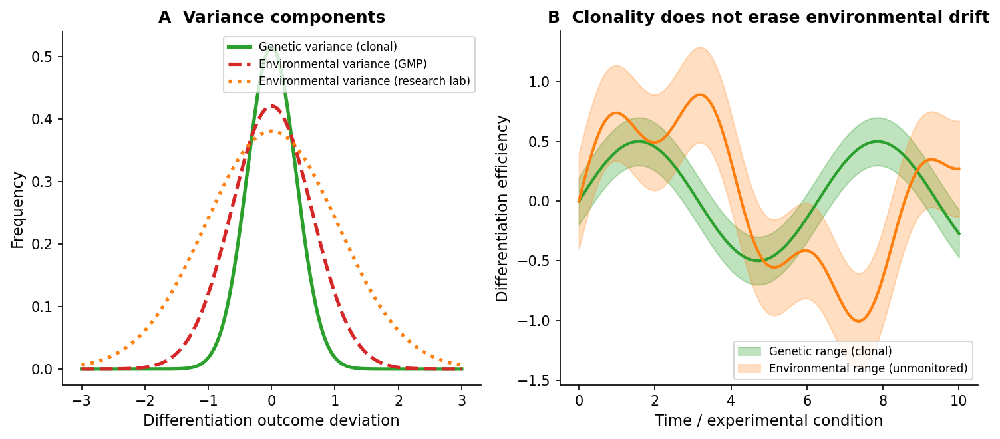 A  Variance components
Genetic variance (clonal)
Environmental variance (GMP)
Environmental variance (research lab)
0.5
0.4
0.3
0.2
0.1
0.0
Frequency
−3
−2
−1
0
1
2
3
Differentiation outcome deviation
B  Clonality does not erase environmental drift
1.0
0.5
0.0
−0.5
−1.0
−1.5
Differentiation efficiency
Genetic range (clonal)
Environmental range (unmonitored)
0
2
4
6
8
10
Time / experimental condition